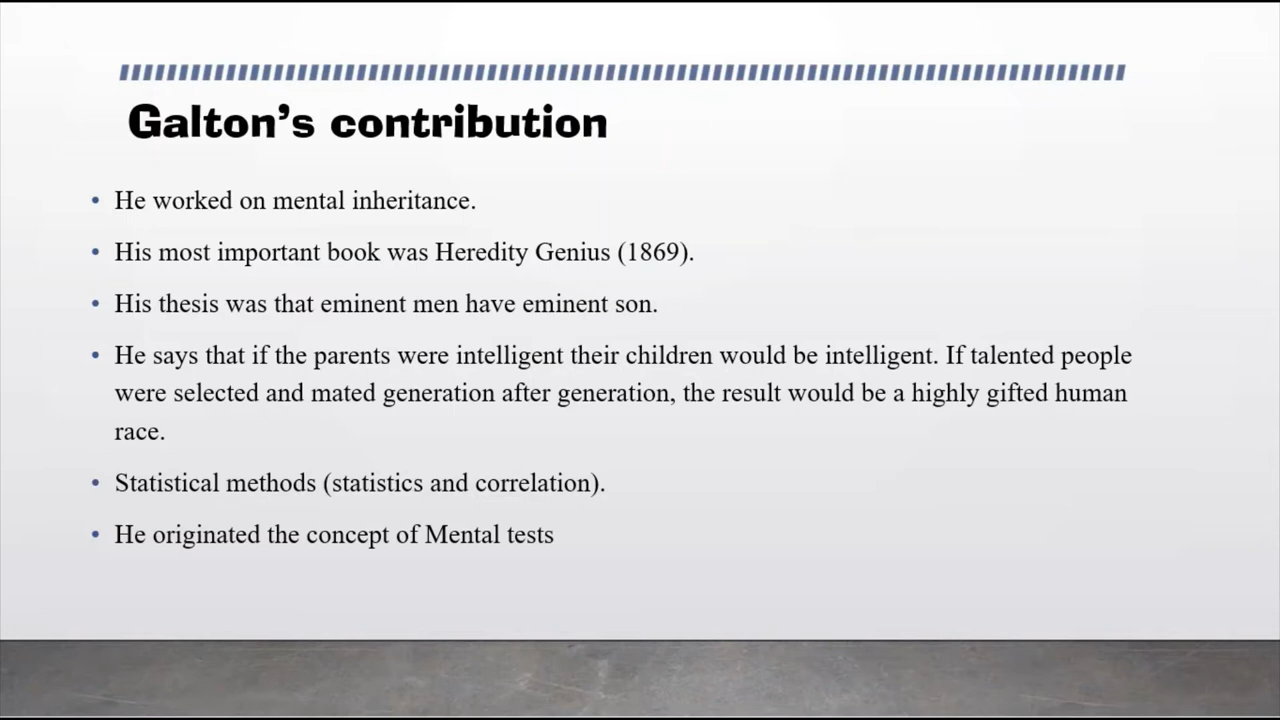 Galton’s contribution
• He worked on mental inheritance.
• His most important book was Heredity Genius (1869).
• His thesis was that eminent men have eminent son.
• He says that if the parents were intelligent their children would be intelligent. If talented people
were selected and mated generation after generation, the result would be a highly gifted human
race.
• Statistical methods (statistics and correlation).
• He originated the concept of Mental tests